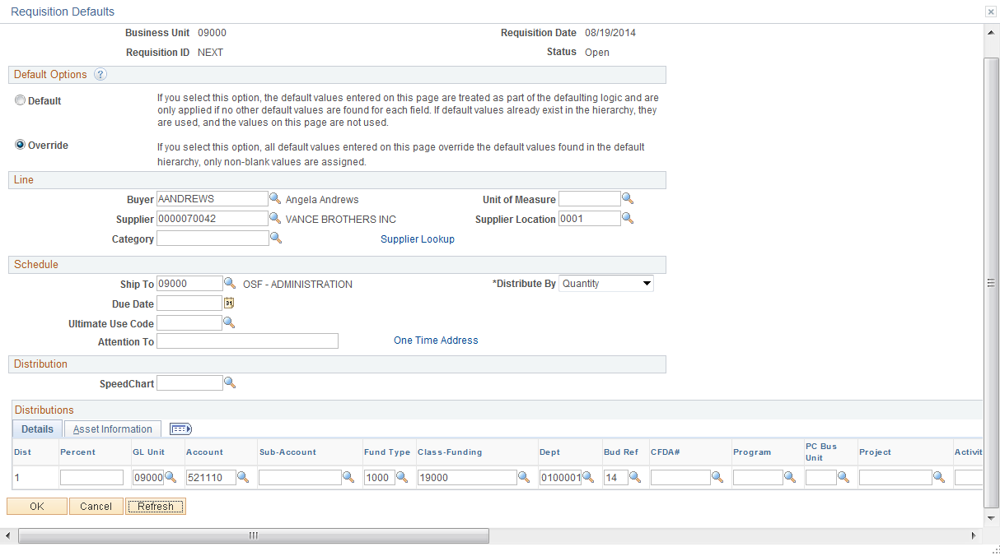 Requisition Defaults
Business Unit 09000 Requisition Date 08/19/2014
Requisition ID NEXT Status Open
Default Options ?
Default If you select this option, the default values entered on this page are treated as part of the defaulting logic and are
only applied if no other default values are found for each field. If default values already exist in the hierarchy, they
are used, and the values on this page are not used.
Override If you select this option, all default values entered on this page override the default values found in the default
hierarchy, only non-blank values are assigned.
Line
Buyer AANDREWS Angela Andrews Unit of Measure
Supplier 0000070042 VANCE BROTHERS INC Supplier Location 0001
Category Supplier Lookup
Schedule
Ship To 09000 OSF - ADMINISTRATION *Distribute By Quantity
Due Date 31
Ultimate Use Code
Attention To One Time Address
Distribution
SpeedChart
Distributions
Details Asset Information
Dist Percent GL Unit Account Sub-Account Fund Type Class-Funding Dept Bud Ref CFDA# Program PC Bus Unit Project Activit
1 09000 521110 1000 19000 0100001 14
OK Cancel Refresh